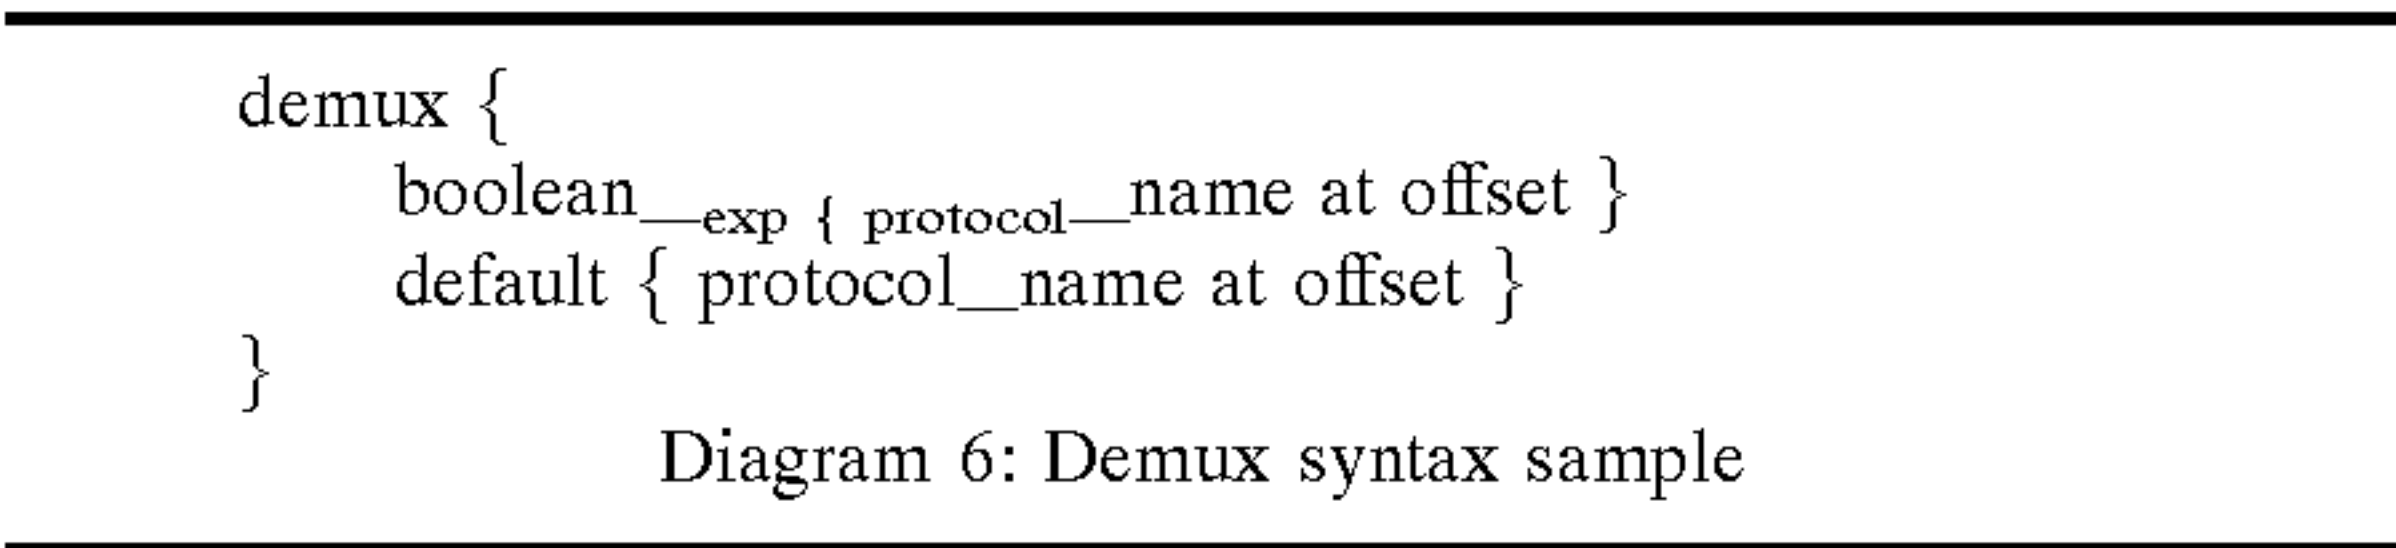 demux {
boolean_exp { protocol_name at offset }
default { protocol_name at offset }
}
Diagram 6: Demux syntax sample